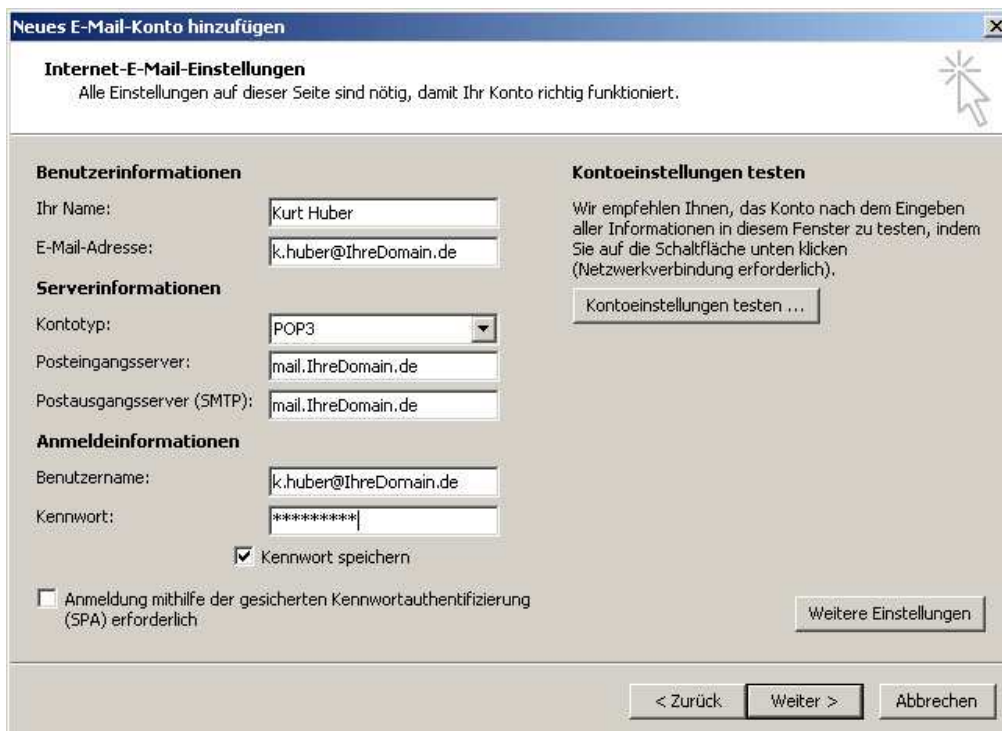 Neues E-Mail-Konto hinzufügen
Internet-E-Mail-Einstellungen
Alle Einstellungen auf dieser Seite sind nötig, damit Ihr Konto richtig funktioniert.
Benutzerinformationen
Ihr Name:
Kurt Huber
E-Mail-Adresse:
k.huber@IhreDomain.de
Serverinformationen
Kontotyp:
POP3
Posteingangsserver:
mail.IhreDomain.de
Postausgangsserver (SMTP):
mail.IhreDomain.de
Anmeldeinformationen
Benutzername:
k.huber@IhreDomain.de
Kennwort:
*********
Kennwort speichern
Anmeldung mithilfe der gesicherten Kennwortauthentifizierung
(SPA) erforderlich
Kontoeinstellungen testen
Wir empfehlen Ihnen, das Konto nach dem Eingeben
aller Informationen in diesem Fenster zu testen, indem
Sie auf die Schaltfläche unten klicken
(Netzwerkverbindung erforderlich).
Kontoeinstellungen testen ...
Weitere Einstellungen
< Zurück
Weiter >
Abbrechen